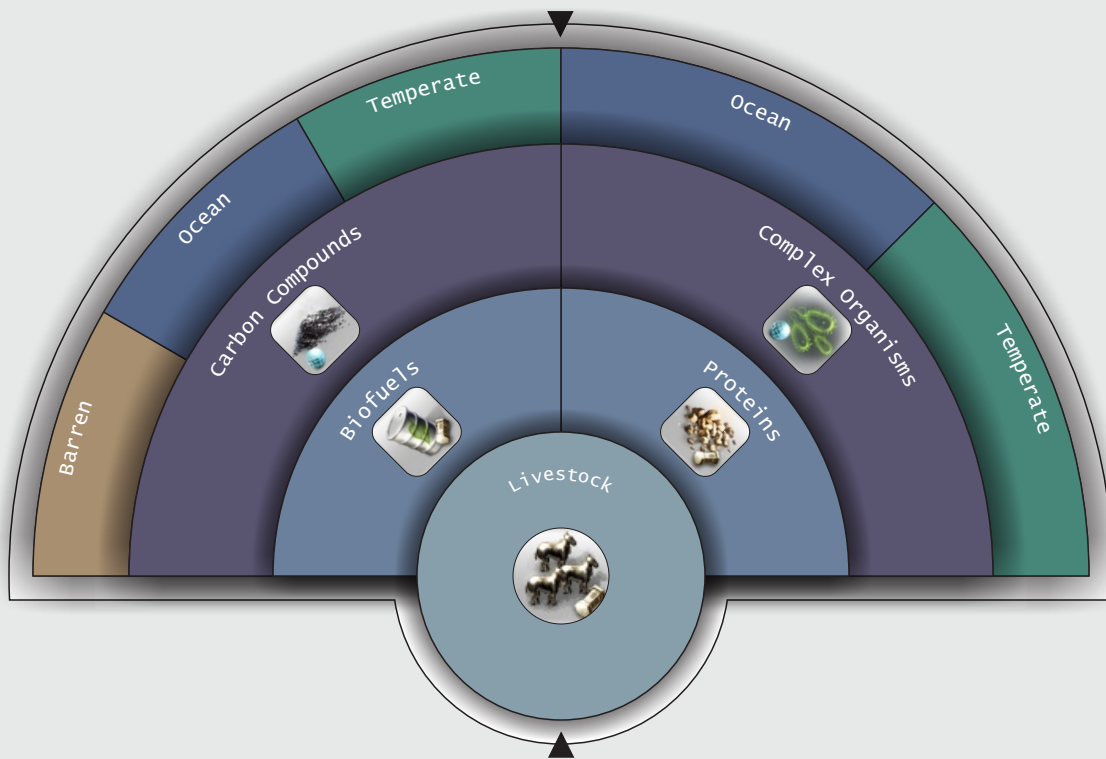 Temperate
Ocean
Ocean
Barren
Temperate
Carbon Compounds
Complex Organisms
Biofuels
Proteins
Livestock